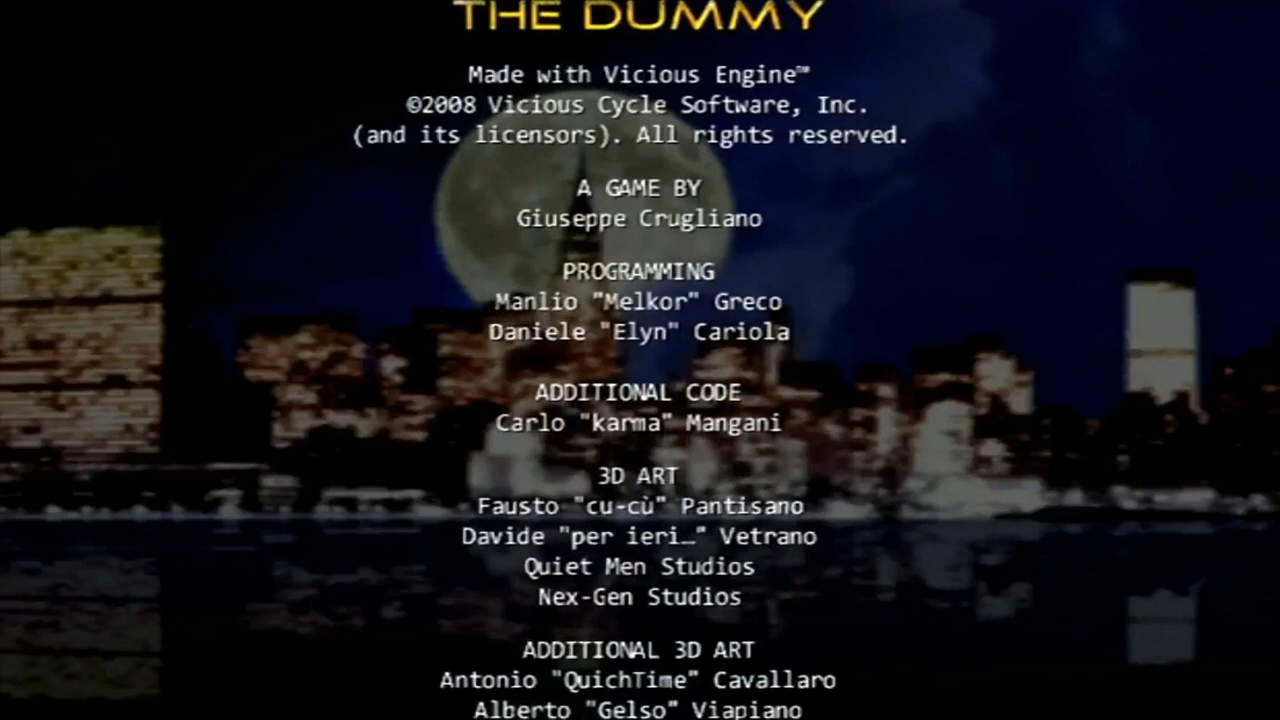 THE DUMMY
Made with Vicious Engine™
©2008 Vicious Cycle Software, Inc.
(and its licensors). All rights reserved.
A GAME BY
Giuseppe Crugliano
PROGRAMMING
Manlio "Melkor" Greco
Daniele "Elyn" Cariola
ADDITIONAL CODE
Carlo "karma" Mangani
3D ART
Fausto "cu-cù" Pantisano
Davide "per ieri…" Vetrano
Quiet Men Studios
Nex-Gen Studios
ADDITIONAL 3D ART
Antonio "QuichTime" Cavallaro
Alberto "Gelso" Viapiano